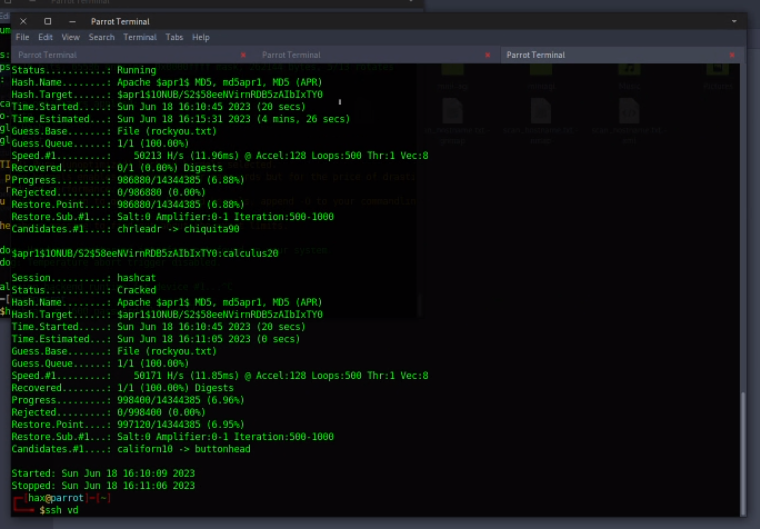 Parrot Terminal
File Edit View Search Terminal Tabs Help
Parrot Terminal Parrot Terminal Parrot Terminal
Status...........: Running
Hash.Name........: Apache $apr1$ MD5, md5apr1, MD5 (APR)
Hash.Target......: $apr1$1ONUB/S2$58eeNVirnRDB5zAIbIxTY0
Time.Started.....: Sun Jun 18 16:10:45 2023 (20 secs)
Time.Estimated...: Sun Jun 18 16:15:31 2023 (4 mins, 26 secs)
Guess.Base.......: File (rockyou.txt)
Guess.Queue......: 1/1 (100.00%)
Speed.#1.........:    50213 H/s (11.96ms) @ Accel:128 Loops:500 Thr:1 Vec:8
Recovered........: 0/1 (0.00%) Digests
Progress.........: 986880/14344385 (6.88%)
Rejected.........: 0/986880 (0.00%)
Restore.Point....: 986880/14344385 (6.88%)
Restore.Sub.#1...: Salt:0 Amplifier:0-1 Iteration:500-1000
Candidates.#1....: chrleadr -> chiquita90
$apr1$1ONUB/S2$58eeNVirnRDB5zAIbIxTY0:calculus20
Session..........: hashcat
Status...........: Cracked
Hash.Name........: Apache $apr1$ MD5, md5apr1, MD5 (APR)
Hash.Target......: $apr1$1ONUB/S2$58eeNVirnRDB5zAIbIxTY0
Time.Started.....: Sun Jun 18 16:10:45 2023 (20 secs)
Time.Estimated...: Sun Jun 18 16:11:05 2023 (0 secs)
Guess.Base.......: File (rockyou.txt)
Guess.Queue......: 1/1 (100.00%)
Speed.#1.........:    50171 H/s (11.85ms) @ Accel:128 Loops:500 Thr:1 Vec:8
Recovered........: 1/1 (100.00%) Digests
Progress.........: 998400/14344385 (6.96%)
Rejected.........: 0/998400 (0.00%)
Restore.Point....: 997120/14344385 (6.95%)
Restore.Sub.#1...: Salt:0 Amplifier:0-1 Iteration:500-1000
Candidates.#1....: californ10 -> buttonhead
Started: Sun Jun 18 16:10:09 2023
Stopped: Sun Jun 18 16:11:06 2023
[hax@parrot]-[~]
$ssh vd